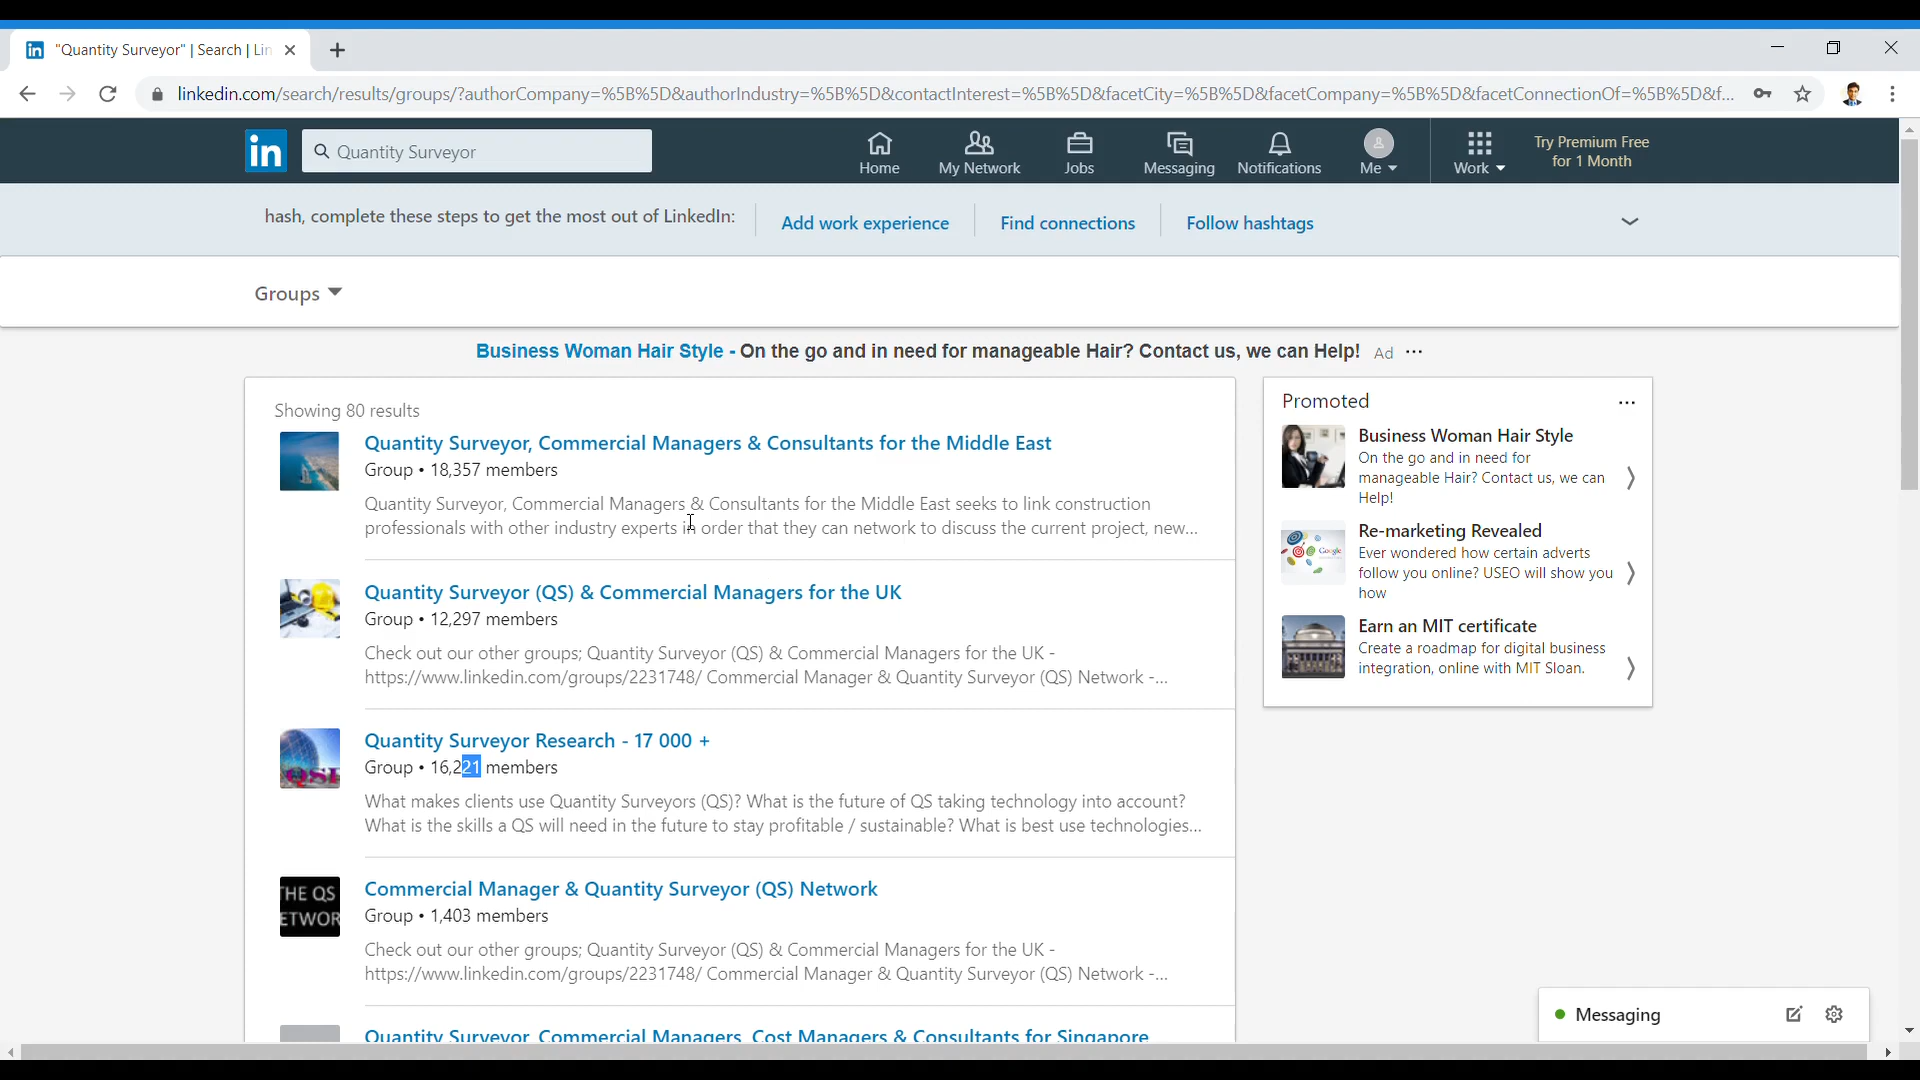 "Quantity Surveyor" | Search | Lin
linkedin.com/search/results/groups/?authorCompany=%5B%5D&authorIndustry=%5B%5D&contactInterest=%5B%5D&facetCity=%5B%5D&facetCompany=%5B%5D&facetConnectionOf=%5B%5D&f...
in
Quantity Surveyor
Home
My Network
Jobs
Messaging
Notifications
Me
Work
Try Premium Free
for 1 Month
hash, complete these steps to get the most out of LinkedIn:
Add work experience
Find connections
Follow hashtags
Groups
Business Woman Hair Style - On the go and in need for manageable Hair? Contact us, we can Help! Ad ...
Showing 80 results
Quantity Surveyor, Commercial Managers & Consultants for the Middle East
Group • 18,357 members
Quantity Surveyor, Commercial Managers & Consultants for the Middle East seeks to link construction
professionals with other industry experts in order that they can network to discuss the current project, new...
Quantity Surveyor (QS) & Commercial Managers for the UK
Group • 12,297 members
Check out our other groups; Quantity Surveyor (QS) & Commercial Managers for the UK -
https://www.linkedin.com/groups/2231748/ Commercial Manager & Quantity Surveyor (QS) Network -...
Quantity Surveyor Research - 17 000 +
Group • 16,221 members
QSI
What makes clients use Quantity Surveyors (QS)? What is the future of QS taking technology into account?
What is the skills a QS will need in the future to stay profitable / sustainable? What is best use technologies...
Commercial Manager & Quantity Surveyor (QS) Network
THE QS
ETWOR
Group • 1,403 members
Check out our other groups; Quantity Surveyor (QS) & Commercial Managers for the UK -
https://www.linkedin.com/groups/2231748/ Commercial Manager & Quantity Surveyor (QS) Network -...
Quantity Surveyor, Commercial Managers, Cost Managers & Consultants for Singapore
Promoted
Business Woman Hair Style
On the go and in need for
manageable Hair? Contact us, we can
Help!
Re-marketing Revealed
Google
Ever wondered how certain adverts
follow you online? USEO will show you
how
Earn an MIT certificate
Create a roadmap for digital business
integration, online with MIT Sloan.
Messaging